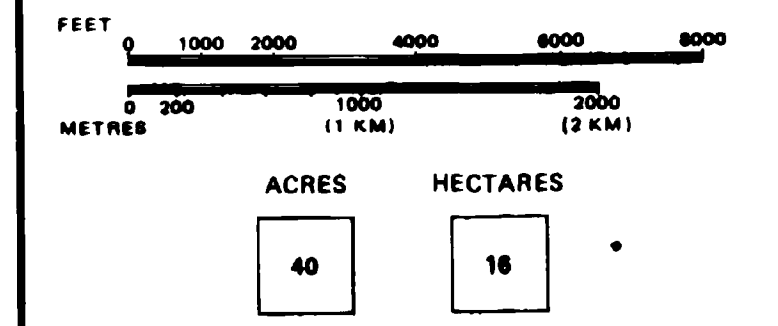 FEET
0 1000 2000 4000 6000 8000
0 200 1000 2000
METRES (1 KM) (2 KM)
ACRES HECTARES
40 16